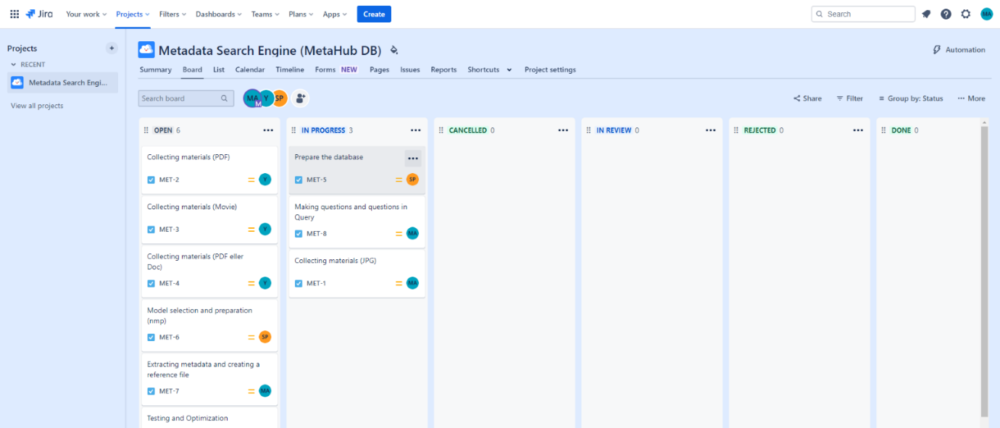 Jira
Your work
Projects
Filters
Dashboards
Teams
Plans
Apps
Create
Search
MA
Projects
RECENT
Metadata Search Engi...
View all projects
Metadata Search Engine (MetaHub DB)
Automation
Summary
Board
List
Calendar
Timeline
Forms NEW
Pages
Issues
Reports
Shortcuts
Project settings
Search board
MA
M
Y
SP
Share
Filter
Group by: Status
More
OPEN 6
Collecting materials (PDF)
MET-2
Y
Collecting materials (Movie)
MET-3
Y
Collecting materials (PDF eller
Doc)
MET-4
Y
Model selection and preparation
(nmp)
MET-6
SP
Extracting metadata and creating a
reference file
MET-7
MA
Testing and Optimization
IN PROGRESS 3
Prepare the database
MET-5
SP
Making questions and questions in
Query
MET-8
MA
Collecting materials (JPG)
MET-1
MA
CANCELLED 0
IN REVIEW 0
REJECTED 0
DONE 0